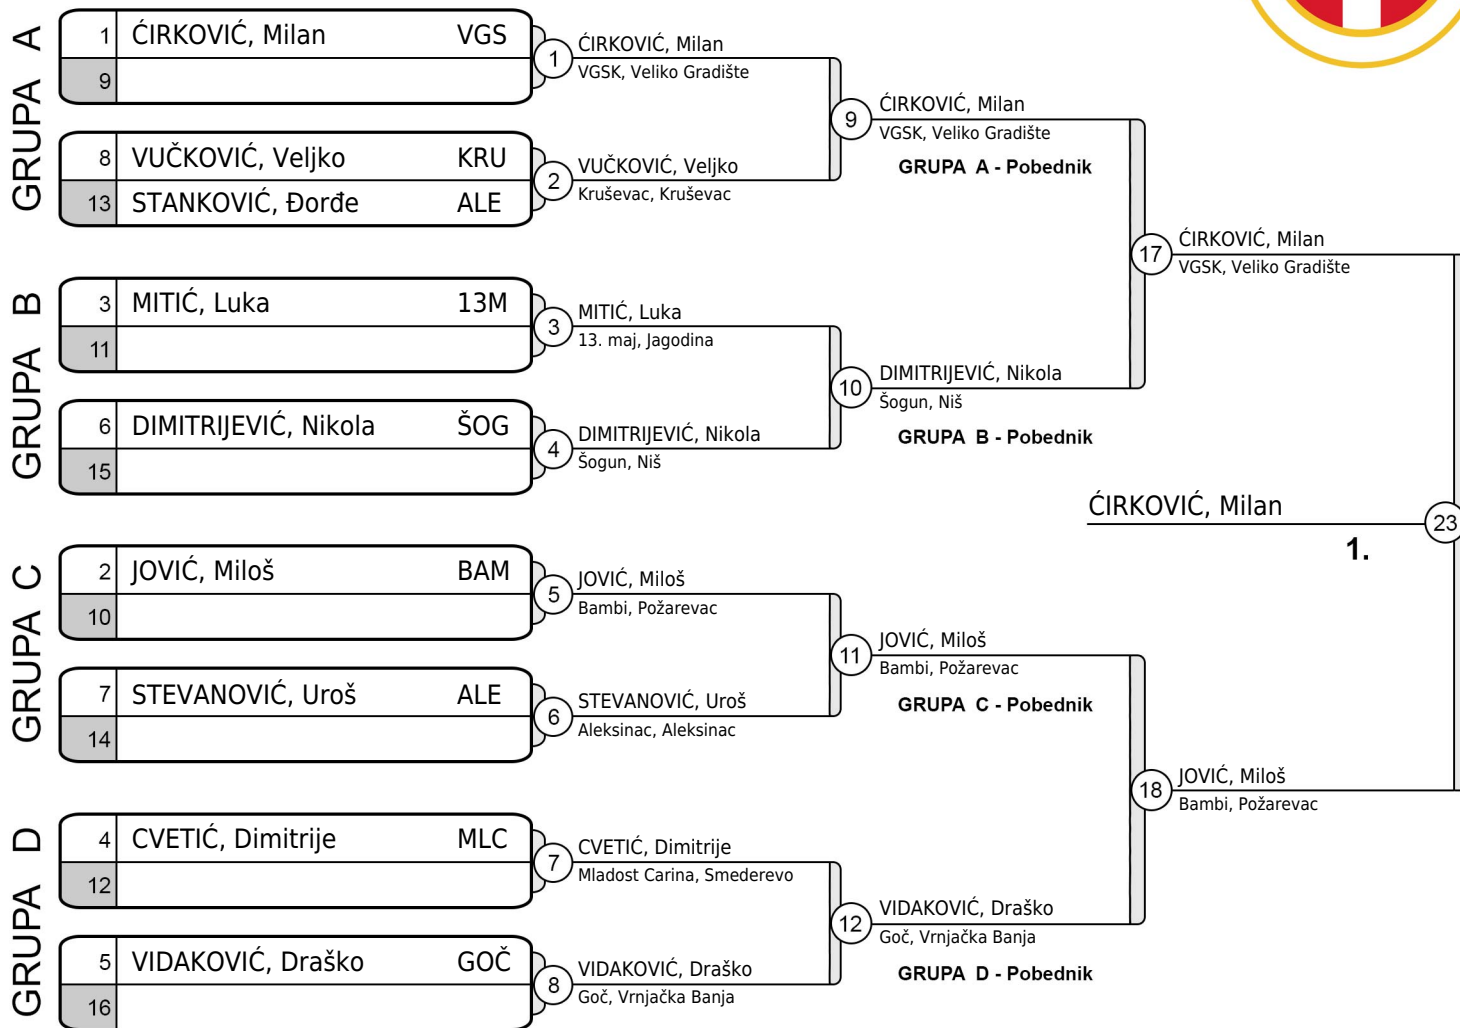 GRUPA A
1 ĆIRKOVIĆ, Milan VGS
9
8 VUČKOVIĆ, Veljko KRU
13 STANKOVIĆ, Đorđe ALE
GRUPA B
3 MITIĆ, Luka 13M
11
6 DIMITRIJEVIĆ, Nikola ŠOG
15
GRUPA C
2 JOVIĆ, Miloš BAM
10
7 STEVANOVIĆ, Uroš ALE
14
GRUPA D
4 CVETIĆ, Dimitrije MLC
12
5 VIDAKOVIĆ, Draško GOČ
16
1 ĆIRKOVIĆ, Milan
VGSK, Veliko Gradište
2 VUČKOVIĆ, Veljko
Kruševac, Kruševac
3 MITIĆ, Luka
13. maj, Jagodina
4 DIMITRIJEVIĆ, Nikola
Šogun, Niš
5 JOVIĆ, Miloš
Bambi, Požarevac
6 STEVANOVIĆ, Uroš
Aleksinac, Aleksinac
7 CVETIĆ, Dimitrije
Mladost Carina, Smederevo
8 VIDAKOVIĆ, Draško
Goč, Vrnjačka Banja
9 ĆIRKOVIĆ, Milan
VGSK, Veliko Gradište
GRUPA A - Pobednik
10 DIMITRIJEVIĆ, Nikola
Šogun, Niš
GRUPA B - Pobednik
11 JOVIĆ, Miloš
Bambi, Požarevac
GRUPA C - Pobednik
12 VIDAKOVIĆ, Draško
Goč, Vrnjačka Banja
GRUPA D - Pobednik
17 ĆIRKOVIĆ, Milan
VGSK, Veliko Gradište
18 JOVIĆ, Miloš
Bambi, Požarevac
ĆIRKOVIĆ, Milan 23
1.